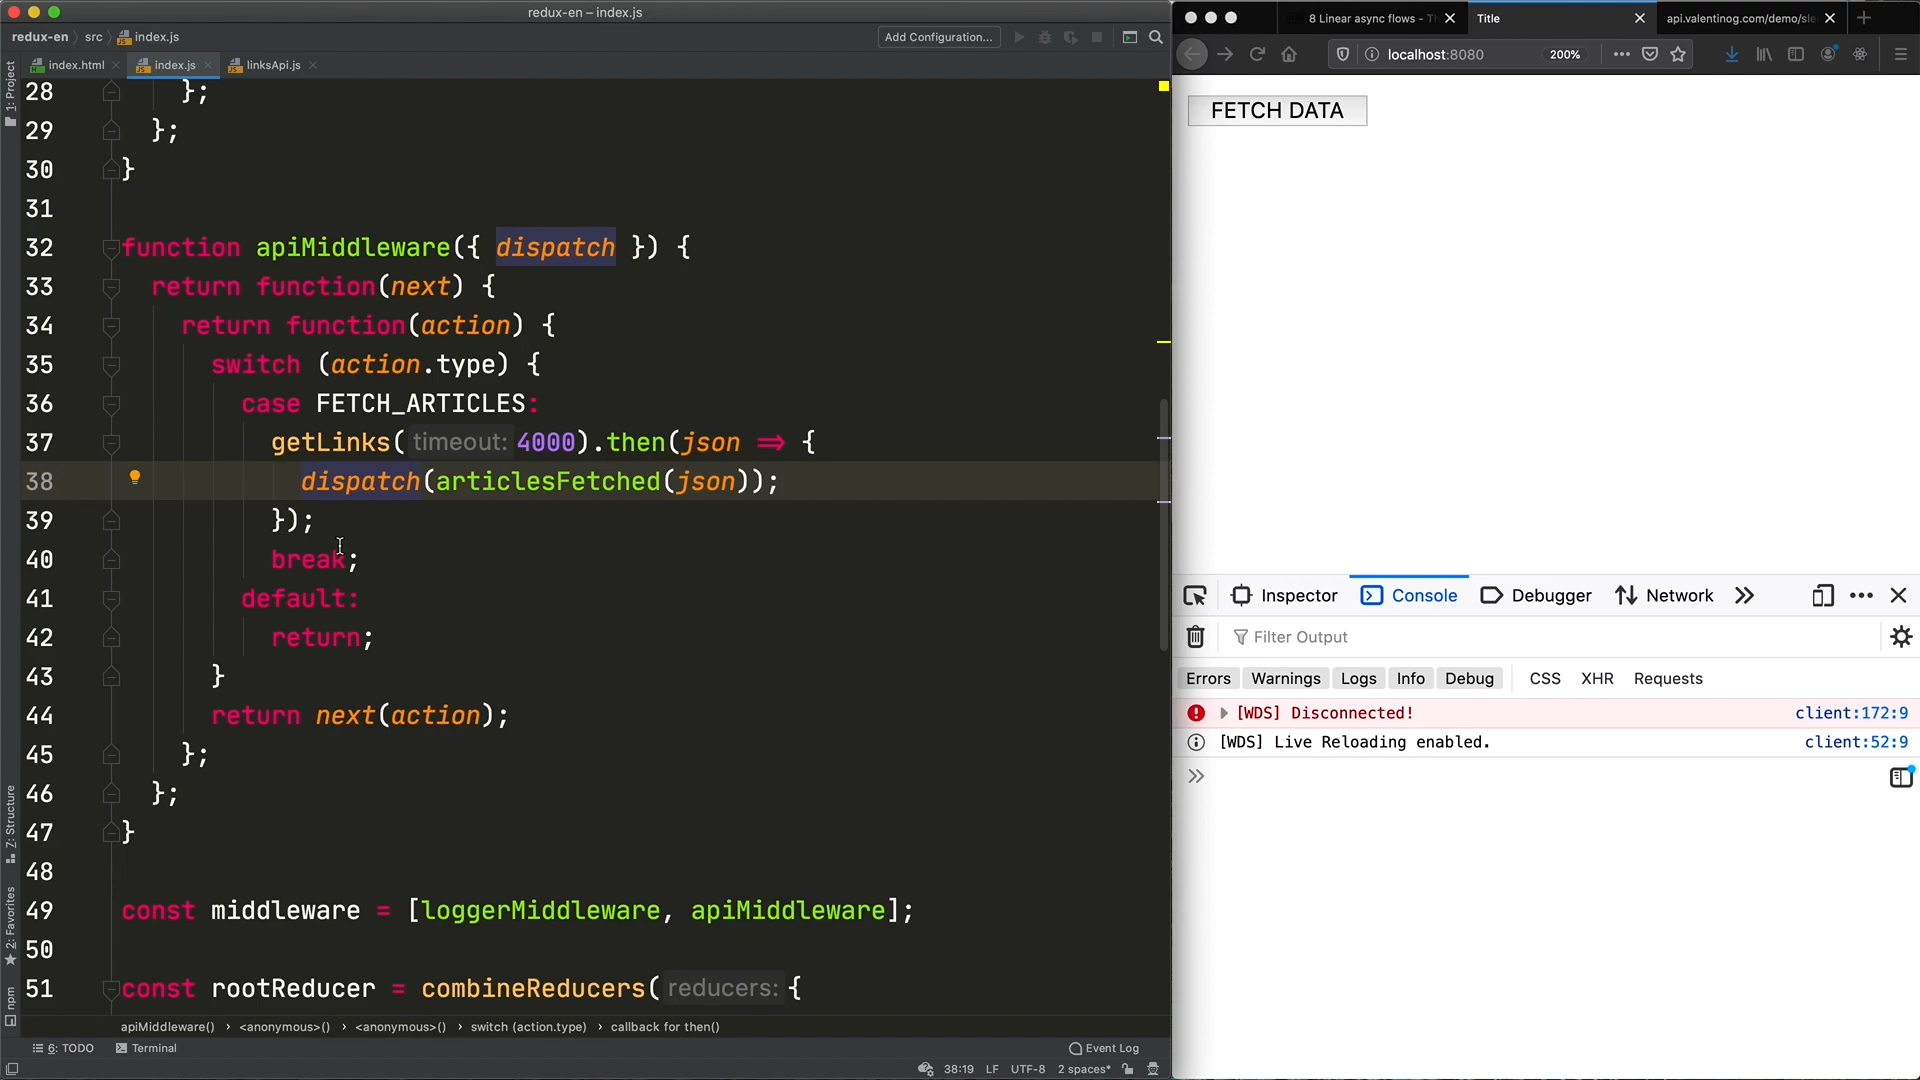 redux-en – index.js
redux-en 〉 src 〉 index.js
Add Configuration...
index.html
index.js
linksApi.js
1: Project
Z: Structure
2: Favorites
npm
28 };
29 };
30 }
31
32 function apiMiddleware({ dispatch }) {
33 return function(next) {
34 return function(action) {
35 switch (action.type) {
36 case FETCH_ARTICLES:
37 getLinks( timeout: 4000).then(json => {
38 dispatch(articlesFetched(json));
39 });
40 break;
41 default:
42 return;
43 }
44 return next(action);
45 };
46 };
47 }
48
49 const middleware = [loggerMiddleware, apiMiddleware];
50
51 const rootReducer = combineReducers( reducers: {
apiMiddleware() › <anonymous>() › <anonymous>() › switch (action.type) › callback for then()
6: TODO
Terminal
Event Log
38:19 LF UTF-8 2 spaces*
8 Linear async flows -
Title
api.valentinog.com/demo/sle
localhost:8080
200%
FETCH DATA
Inspector
Console
Debugger
Network
Filter Output
Errors Warnings Logs Info Debug CSS XHR Requests
[WDS] Disconnected! client:172:9
[WDS] Live Reloading enabled. client:52:9